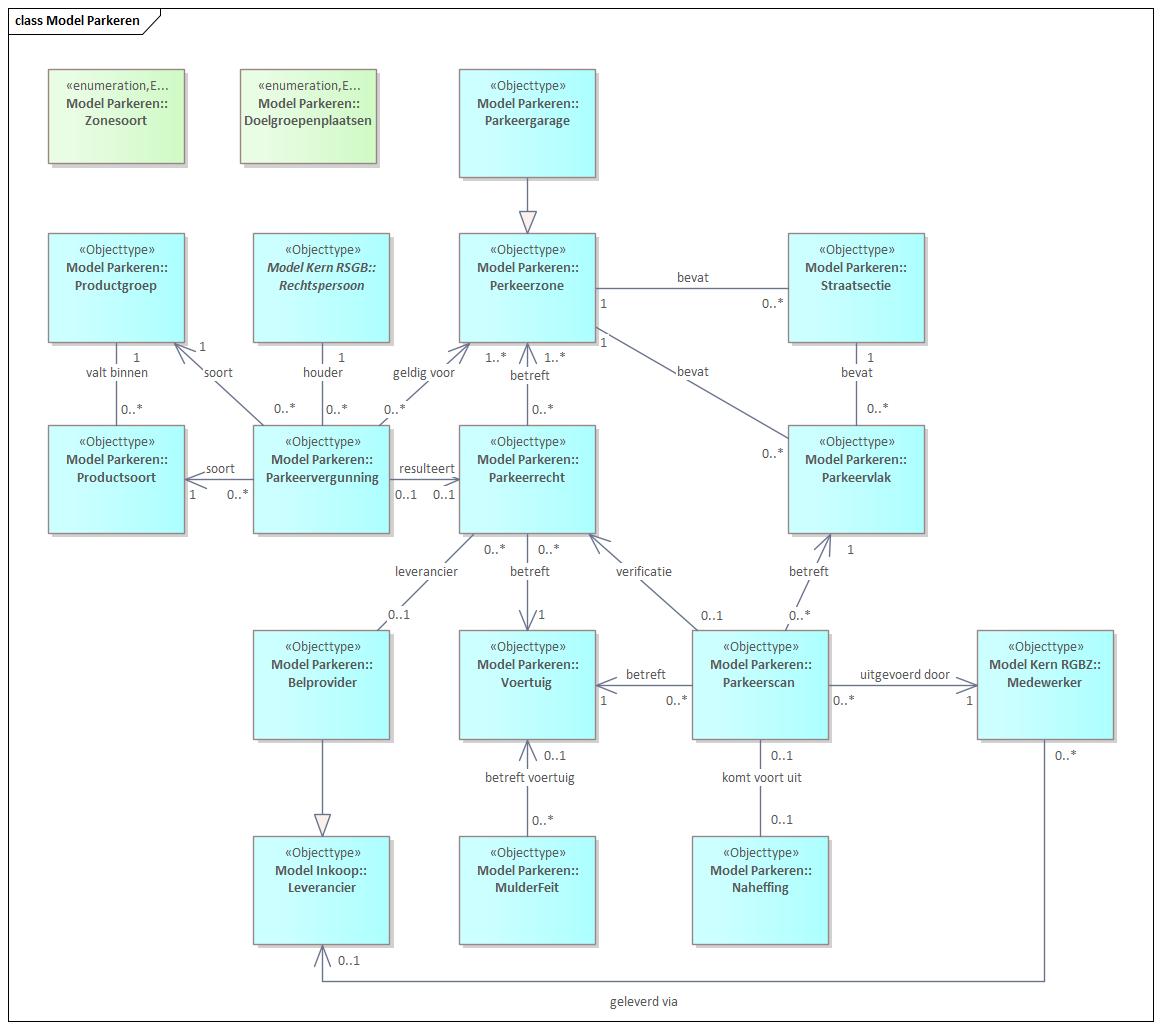 class Model Parkeren
«enumeration,E...
Model Parkeren::
Zonesoort
«enumeration,E...
Model Parkeren::
Doelgroepenplaatsen
«Objecttype»
Model Parkeren::
Parkeergarage
«Objecttype»
Model Parkeren::
Productgroep
«Objecttype»
Model Kern RSGB::
Rechtspersoon
«Objecttype»
Model Parkeren::
Perkeerzone
«Objecttype»
Model Parkeren::
Straatsectie
bevat
1
0..*
1
bevat
0..*
1
valt binnen
0..*
1
soort
0..*
1
houder
0..*
1..*
geldig voor
0..*
1..*
betreft
0..*
1
bevat
0..*
«Objecttype»
Model Parkeren::
Productsoort
«Objecttype»
Model Parkeren::
Parkeervergunning
«Objecttype»
Model Parkeren::
Parkeerrecht
«Objecttype»
Model Parkeren::
Parkeervlak
soort
1
0..*
resulteert
0..1
0..1
0..*
leverancier
0..1
0..*
betreft
1
verificatie
0..1
1
betreft
0..*
«Objecttype»
Model Parkeren::
Belprovider
«Objecttype»
Model Parkeren::
Voertuig
«Objecttype»
Model Parkeren::
Parkeerscan
«Objecttype»
Model Kern RGBZ::
Medewerker
betreft
1
0..*
uitgevoerd door
0..*
1
0..1
betreft voertuig
0..*
0..1
komt voort uit
0..1
0..*
«Objecttype»
Model Inkoop::
Leverancier
«Objecttype»
Model Parkeren::
MulderFeit
«Objecttype»
Model Parkeren::
Naheffing
0..1
geleverd via